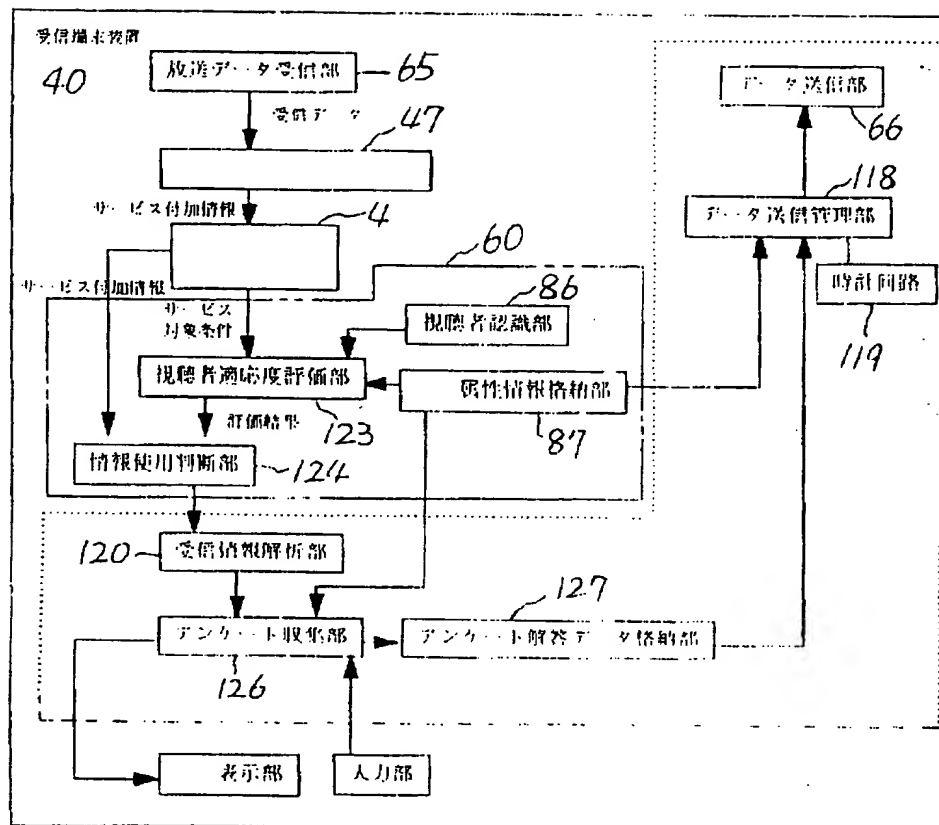 受信端末装置
40
放送データ受信部
65
受信データ
47
サービス付加情報
4
サービス付加情報
サービス
対象条件
60
86
視聴者認識部
視聴者適応度評価部
123
評価結果
属性情報格納部
87
情報使用判断部
124
データ送信部
66
118
データ送信管理部
時計回路
119
120
受信情報解析部
アンケート収集部
126
127
アンケート解答データ格納部
表示部
入力部